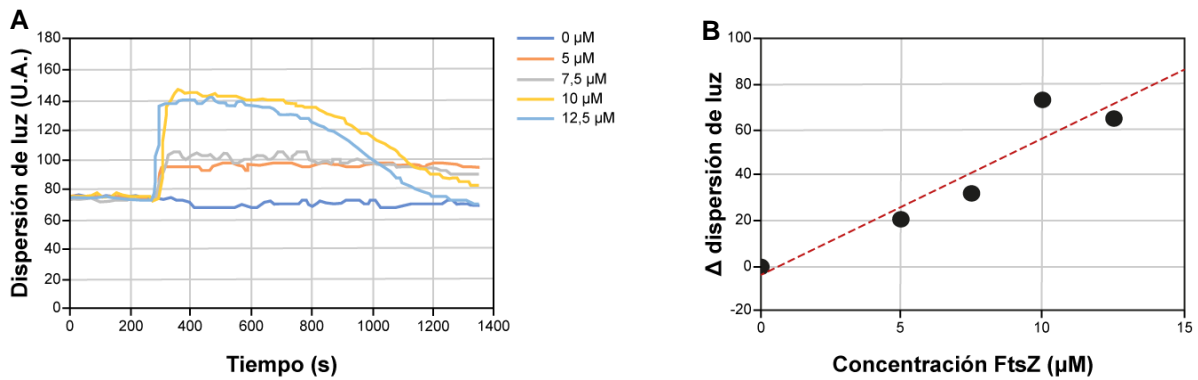 A
Dispersión de luz (U.A.)
180
160
140
120
100
80
60
40
20
0
0
200
400
600
800
1000
1200
1400
Tiempo (s)
0 µM
5 µM
7,5 µM
10 µM
12,5 µM
B
Δ dispersión de luz
100
80
60
40
20
0
-20
0
5
10
15
Concentración FtsZ (µM)